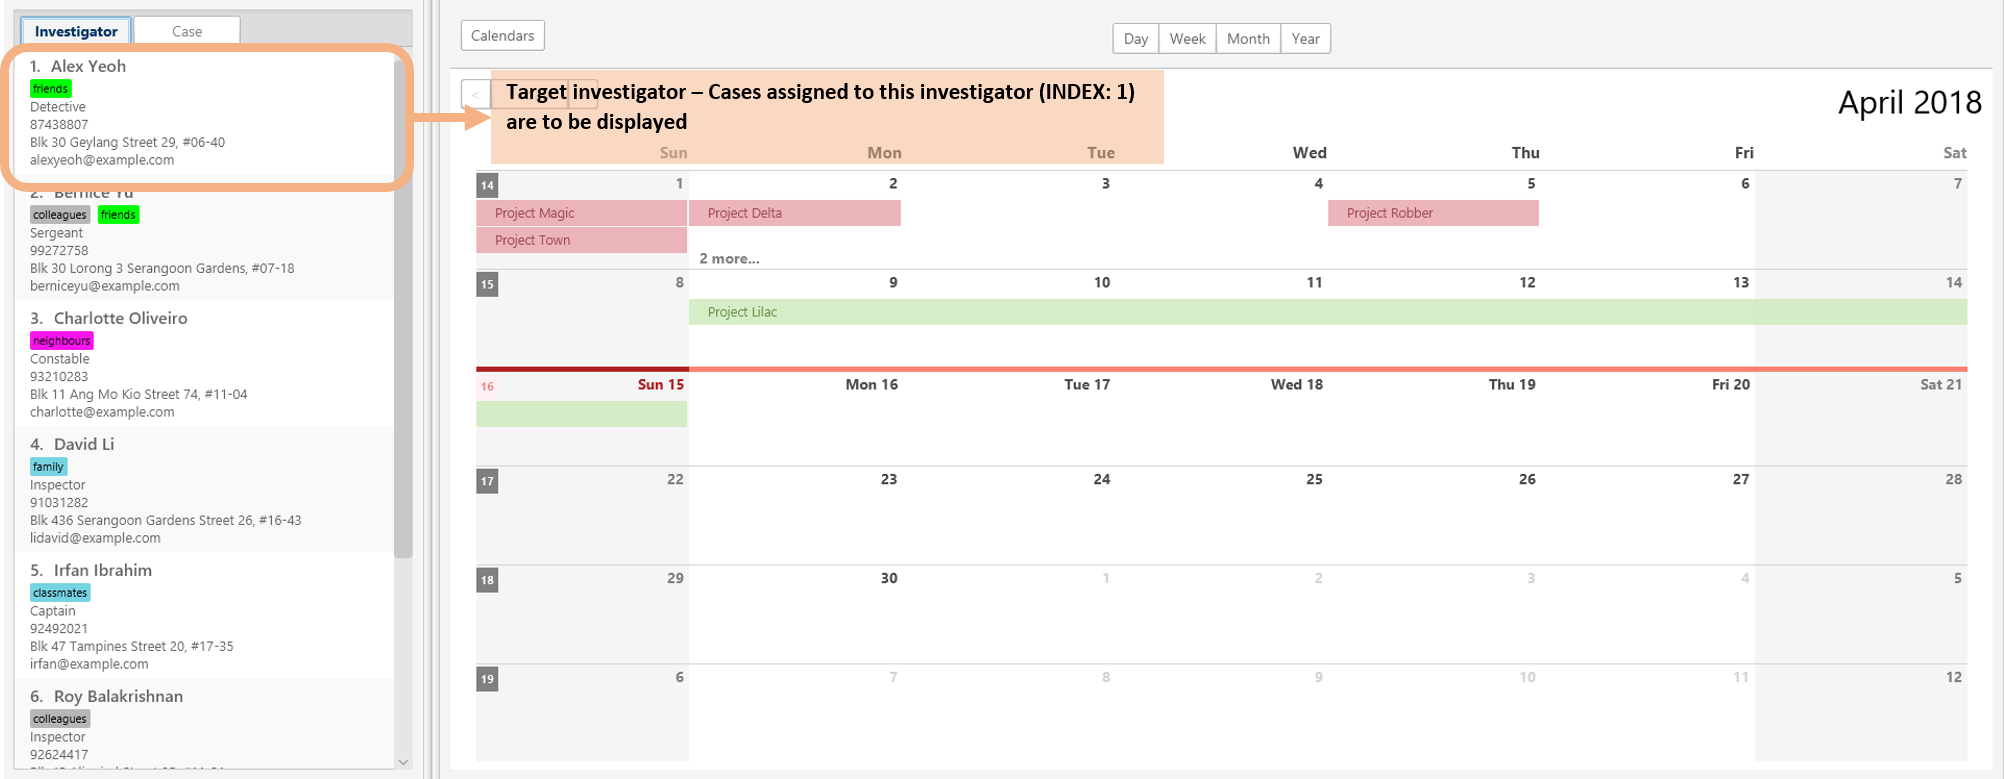 Investigator
Case
1. Alex Yeoh
friends
Detective
87438807
Blk 30 Geylang Street 29, #06-40
alexyeoh@example.com
2. Bernice Yu
colleagues friends
Sergeant
99272758
Blk 30 Lorong 3 Serangoon Gardens, #07-18
berniceyu@example.com
3. Charlotte Oliveiro
neighbours
Constable
93210283
Blk 11 Ang Mo Kio Street 74, #11-04
charlotte@example.com
4. David Li
family
Inspector
91031282
Blk 436 Serangoon Gardens Street 26, #16-43
lidavid@example.com
5. Irfan Ibrahim
classmates
Captain
92492021
Blk 47 Tampines Street 20, #17-35
irfan@example.com
6. Roy Balakrishnan
colleagues
Inspector
92624417
Calendars
Day Week Month Year
<
Target investigator – Cases assigned to this investigator (INDEX: 1)
are to be displayed
April 2018
Sun Mon Tue Wed Thu Fri Sat
14 1 2 3 4 5 6 7
Project Magic Project Delta Project Robber
Project Town
2 more...
15 8 9 10 11 12 13 14
Project Lilac
16 Sun 15 Mon 16 Tue 17 Wed 18 Thu 19 Fri 20 Sat 21
17 22 23 24 25 26 27 28
18 29 30 1 2 3 4 5
19 6 7 8 9 10 11 12